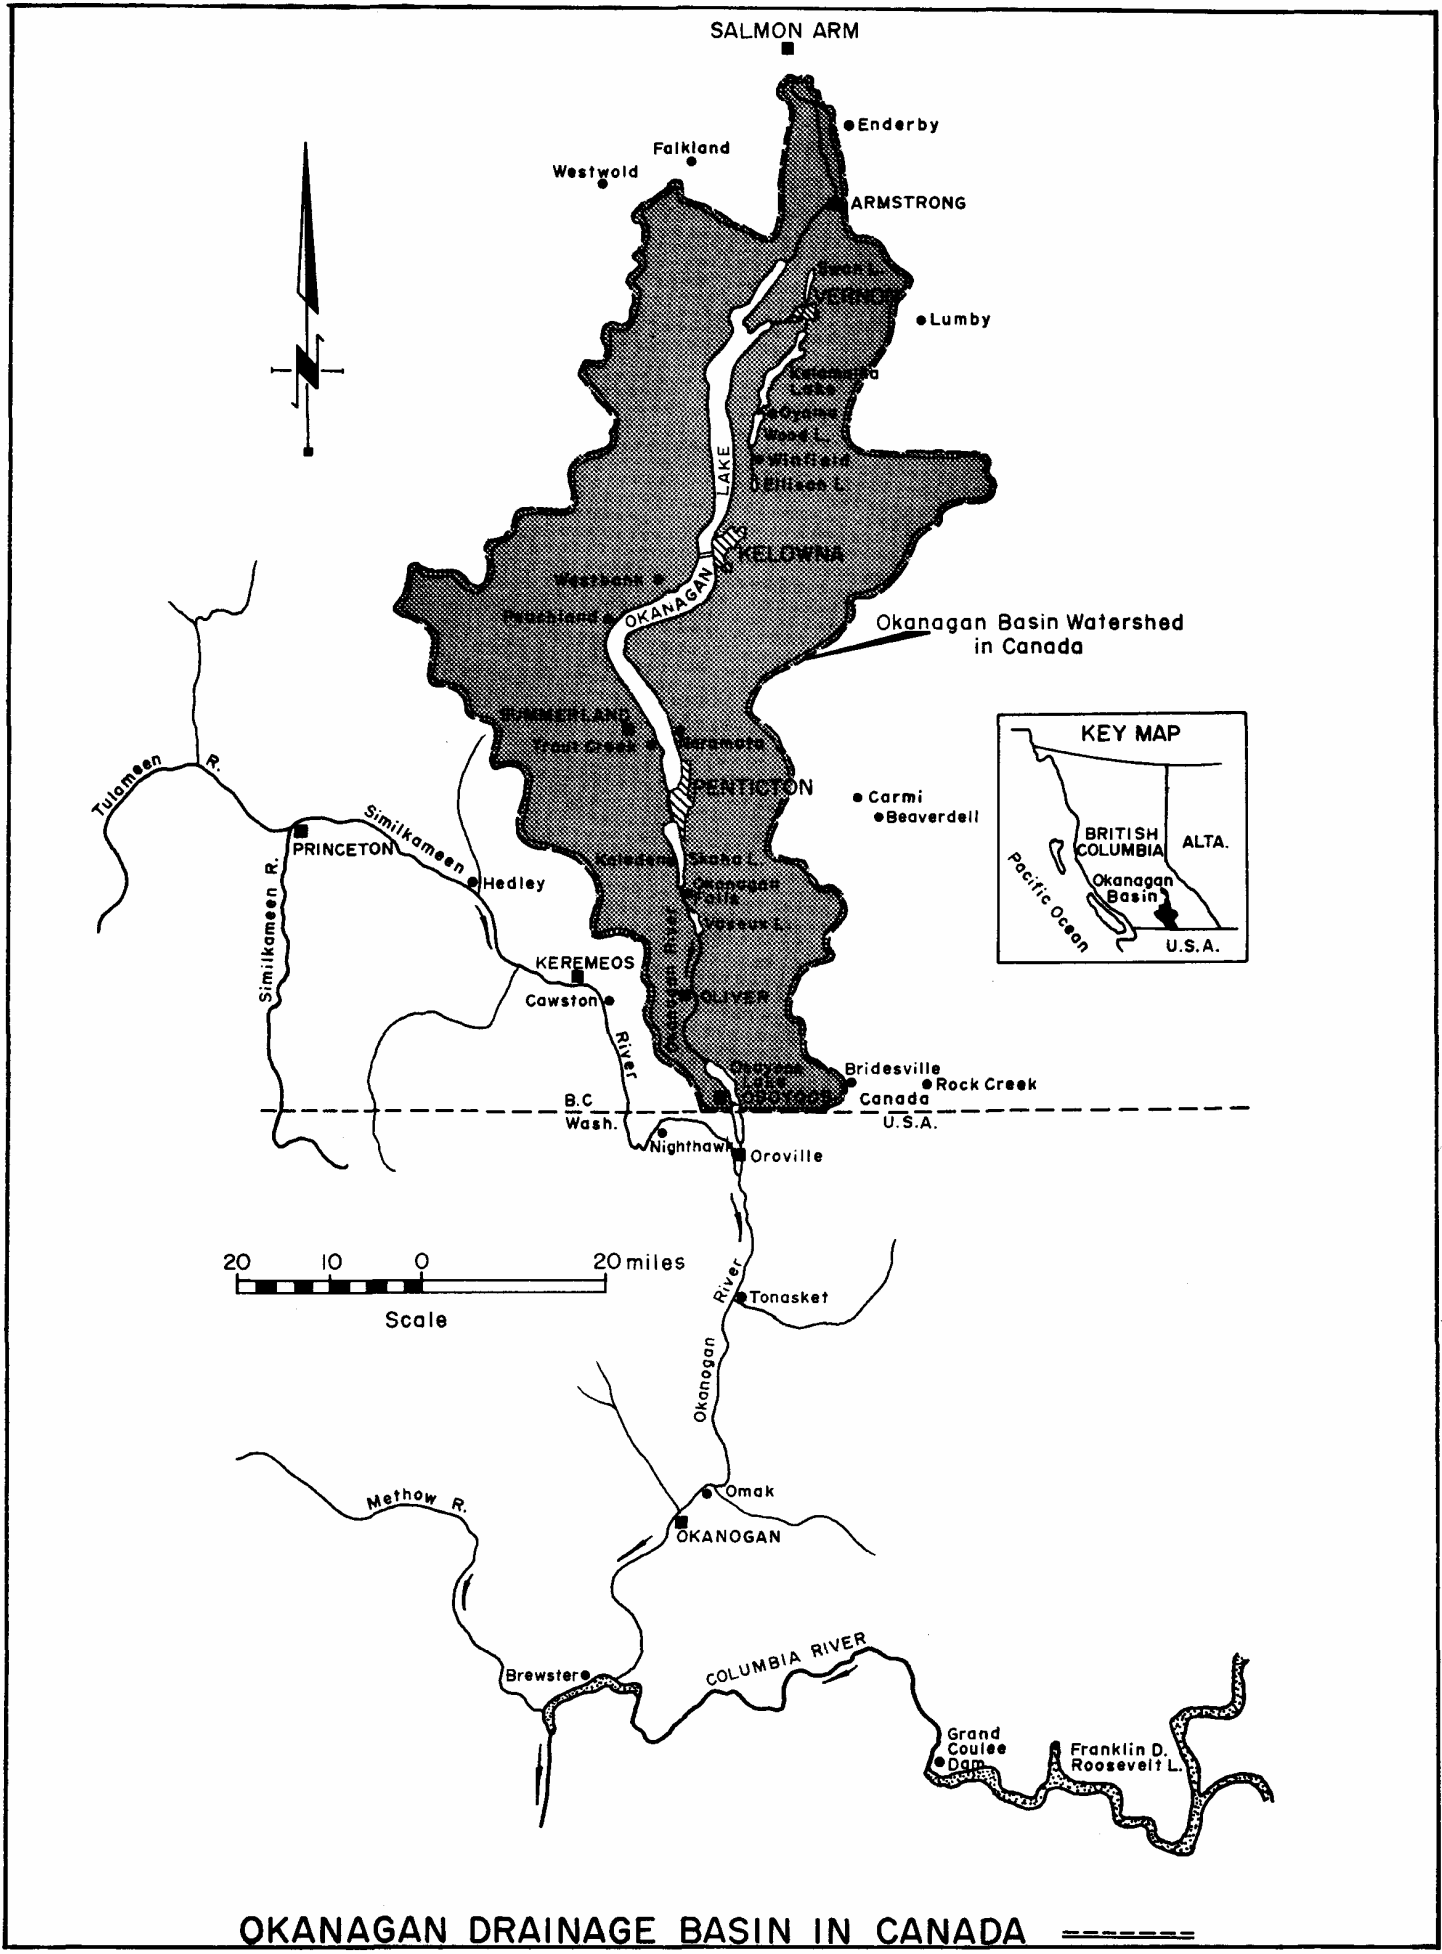 SALMON ARM
Enderby
Falkland
Westwold
ARMSTRONG
Swan L.
VERNON
Lumby
Kalamalka
Lake
Oyama
Wood L.
Winfield
Ellison L.
LAKE
KELOWNA
Westbank
OKANAGAN
Peachland
Okanagan Basin Watershed
in Canada
SUMMERLAND
Trout Creek
Naramata
KEY MAP
BRITISH
COLUMBIA
ALTA.
Okanagan
Basin
Pacific Ocean
U.S.A.
Tulameen R.
PENTICTON
Carmi
Beaverdell
Similkameen
PRINCETON
Kaledena
Skaha L.
Hedley
Similkameen R.
Okanagan
Falls
Vaseux L.
Okanagan River
KEREMEOS
Cawston
OLIVER
River
Osoyoos
Lake
OSOYOOS
Bridesville
Rock Creek
B.C
Canada
Wash.
U.S.A.
Nighthawk
Oroville
20 10 0 20 miles
Scale
River
Tonasket
Okanogan
Methow R.
Omak
OKANOGAN
Brewster
COLUMBIA RIVER
Grand
Coulee
Dam
Franklin D.
Roosevelt L.
OKANAGAN DRAINAGE BASIN IN CANADA